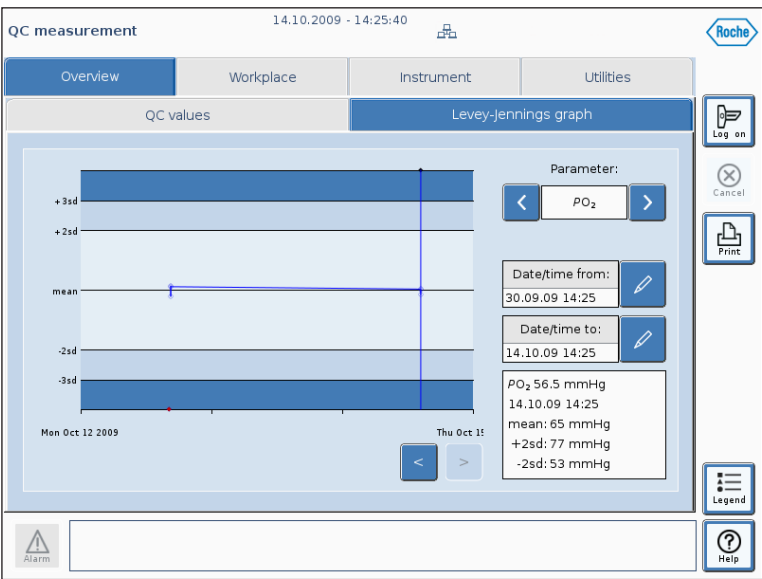 QC measurement
14.10.2009 - 14:25:40
Roche
Overview
Workplace
Instrument
Utilities
QC values
Levey-Jennings graph
Log on
Cancel
Print
Parameter:
<
PO₂
>
+3sd
+2sd
mean
-2sd
-3sd
Mon Oct 12 2009
Thu Oct 15
Date/time from:
30.09.09 14:25
Date/time to:
14.10.09 14:25
PO₂ 56.5 mmHg
14.10.09 14:25
mean: 65 mmHg
+2sd: 77 mmHg
-2sd: 53 mmHg
<
>
Legend
Alarm
?
Help